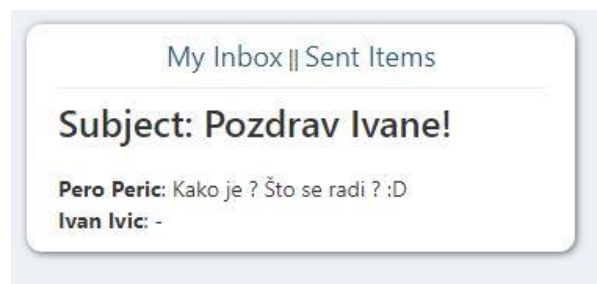 My Inbox || Sent Items
Subject: Pozdrav Ivane!
Pero Peric: Kako je ? Što se radi ? :D
Ivan Ivic: -